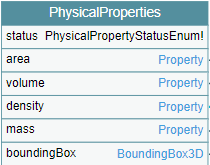 PhysicalProperties
status PhysicalPropertyStatusEnum!
area Property
volume Property
density Property
mass Property
boundingBox BoundingBox3D